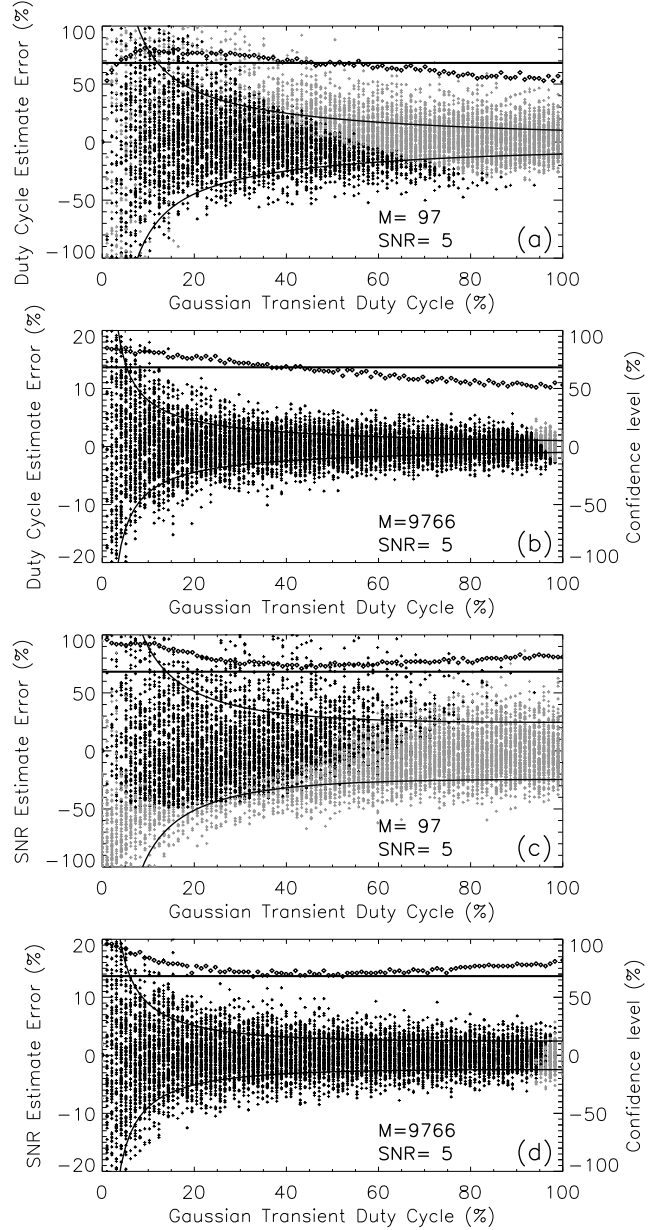 100
50
0
−50
−100
Duty Cycle Estimate Error (%)
M= 97
SNR= 5
(a)
0 20 40 60 80 100
Gaussian Transient Duty Cycle (%)
20
10
0
−10
−20
Duty Cycle Estimate Error (%)
100
50
0
−50
−100
Confidence level (%)
M=9766
SNR= 5
(b)
0 20 40 60 80 100
Gaussian Transient Duty Cycle (%)
100
50
0
−50
−100
SNR Estimate Error (%)
M= 97
SNR= 5
(c)
0 20 40 60 80 100
Gaussian Transient Duty Cycle (%)
20
10
0
−10
−20
SNR Estimate Error (%)
100
50
0
−50
−100
Confidence level (%)
M=9766
SNR= 5
(d)
0 20 40 60 80 100
Gaussian Transient Duty Cycle (%)